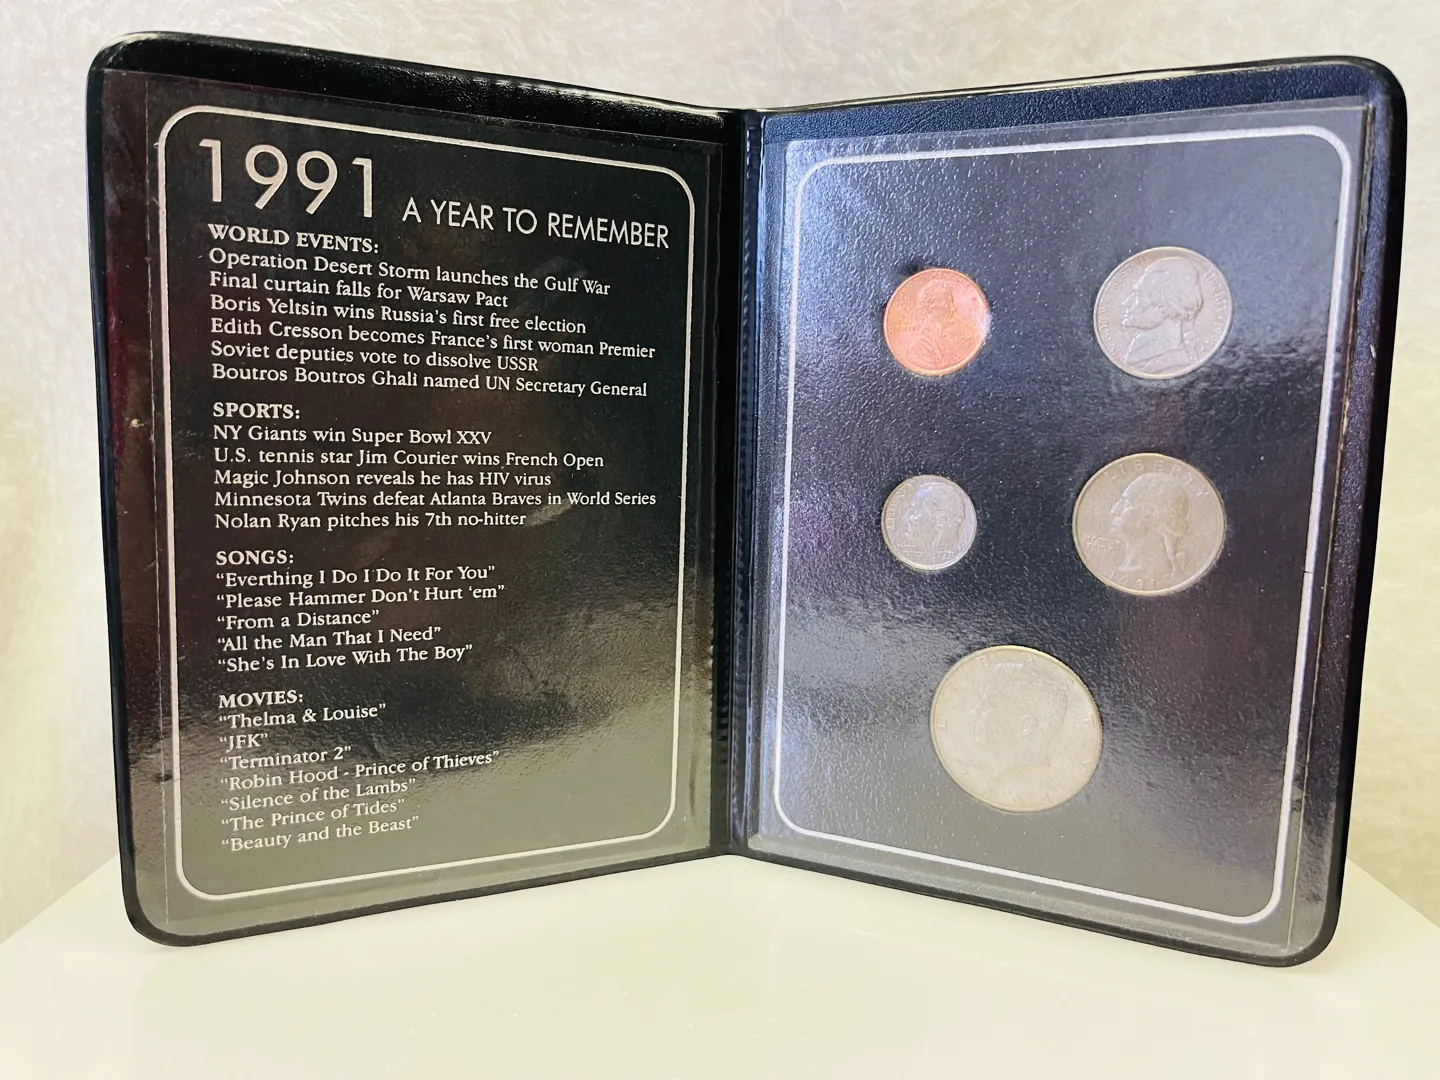 1991 A YEAR TO REMEMBER
WORLD EVENTS:
Operation Desert Storm launches the Gulf War
Final curtain falls for Warsaw Pact
Boris Yeltsin wins Russia's first free election
Edith Cresson becomes France's first woman Premier
Soviet deputies vote to dissolve USSR
Boutros Boutros Ghali named UN Secretary General
SPORTS:
NY Giants win Super Bowl XXV
U.S. tennis star Jim Courier wins French Open
Magic Johnson reveals he has HIV virus
Minnesota Twins defeat Atlanta Braves in World Series
Nolan Ryan pitches his 7th no-hitter
SONGS:
"Everthing I Do I Do It For You"
"Please Hammer Don't Hurt 'em"
"From a Distance"
"All the Man That I Need"
"She's In Love With The Boy"
MOVIES:
"Thelma & Louise"
"JFK"
"Terminator 2"
"Robin Hood - Prince of Thieves"
"Silence of the Lambs"
"The Prince of Tides"
"Beauty and the Beast"